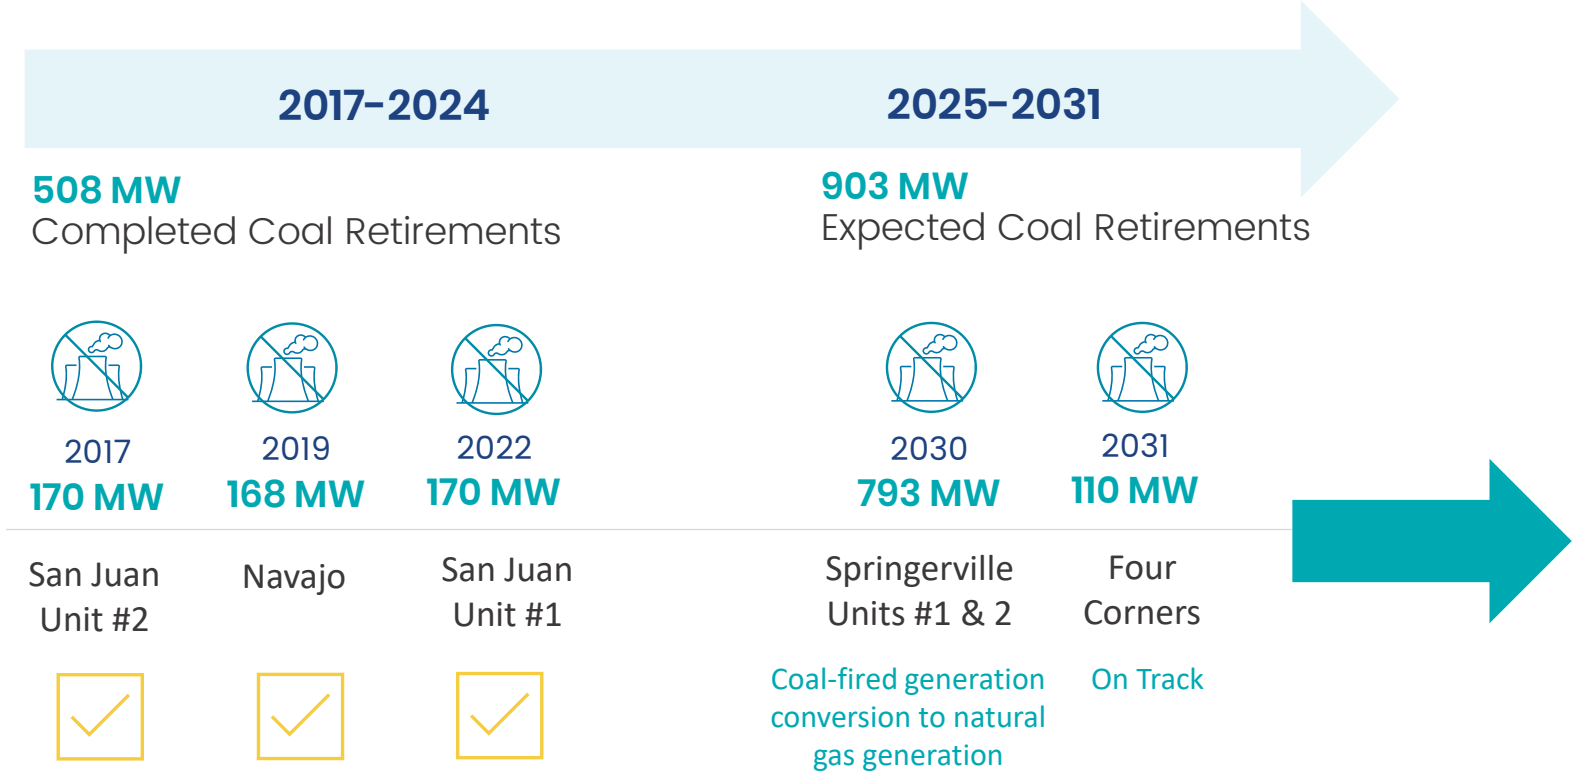 2017-2024
2025-2031
508 MW
Completed Coal Retirements
903 MW
Expected Coal Retirements
2017
170 MW
2019
168 MW
2022
170 MW
2030
793 MW
2031
110 MW
San Juan
Unit #2
Navajo
San Juan
Unit #1
Springerville
Units #1 & 2
Four
Corners
Coal-fired generation
conversion to natural
gas generation
On Track